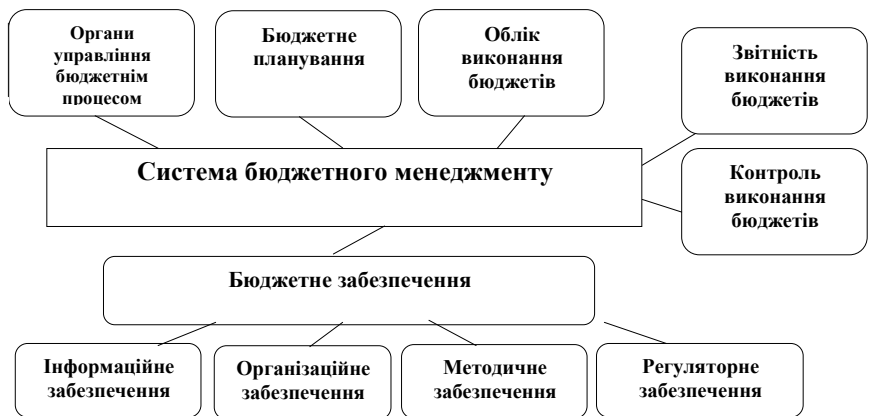 Органи
управління
бюджетнім
процесом
Бюджетне
планування
Облік
виконання
бюджетів
Звітність
виконання
бюджетів
Система бюджетного менеджменту
Контроль
виконання
бюджетів
Бюджетне забезпечення
Інформаційне
забезпечення
Організаційне
забезпечення
Методичне
забезпечення
Регуляторне
забезпечення